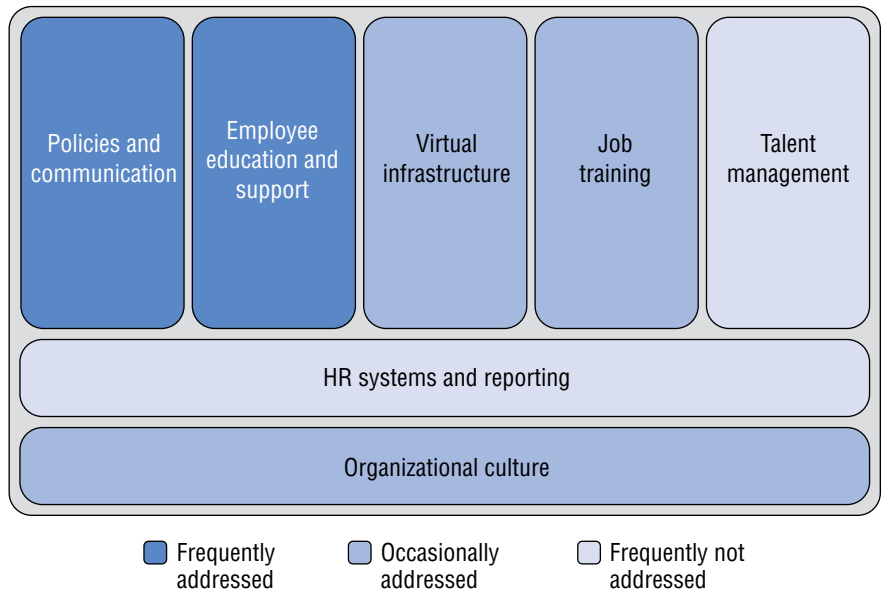 Policies and
communication
Employee
education and
support
Virtual
infrastructure
Job
training
Talent
management
HR systems and reporting
Organizational culture
Frequently
addressed
Occasionally
addressed
Frequently not
addressed